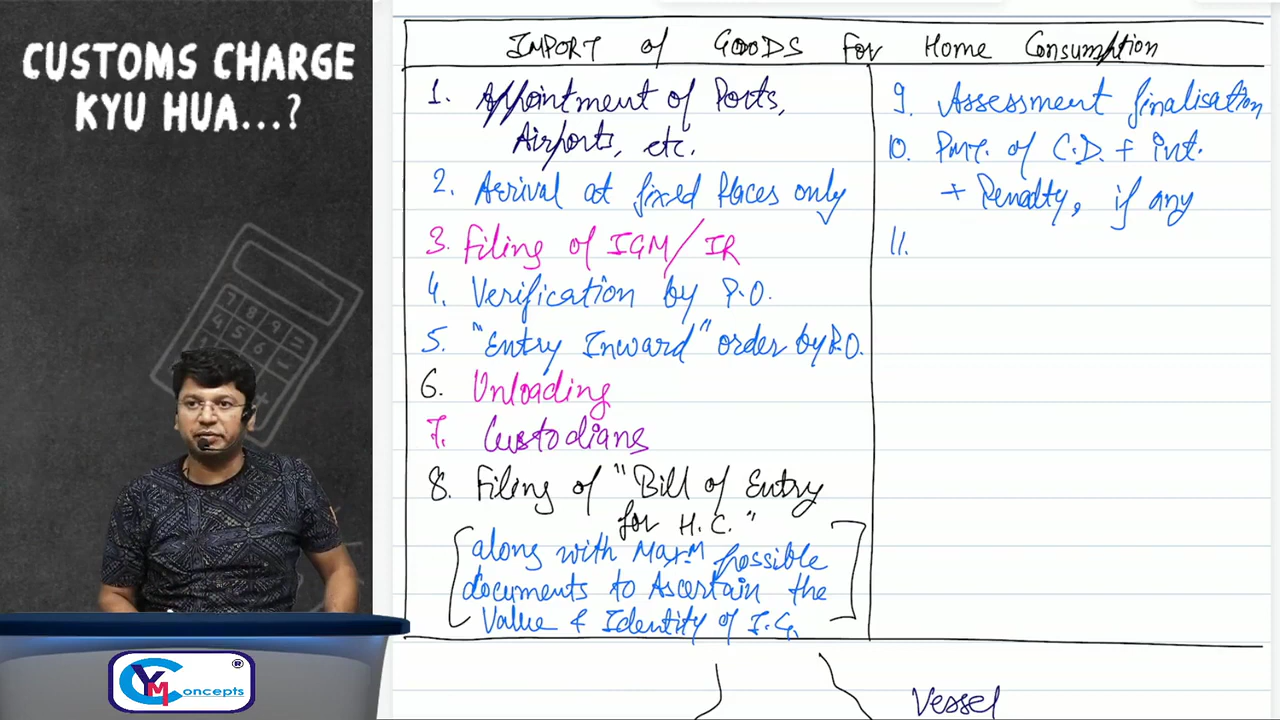 CUSTOMS CHARGE
KYU HUA...?
IMPORT of GOODS for Home Consumption
1. Appointment of Ports,
Airports, etc.
2. Arrival at fixed Places only
3. Filing of IGM/IR
4. Verification by P.O.
5. "Entry Inward" order by P.O.
6. Unloading
7. Custodians
8. Filing of "Bill of Entry
for H.C."
along with Maxm possible
documents to Ascertain the
Value & Identity of I.G.
9. Assessment finalisation
10. Pmt. of C.D. + int.
+ Penalty, if any
11.
Vessel
YM Concepts ®